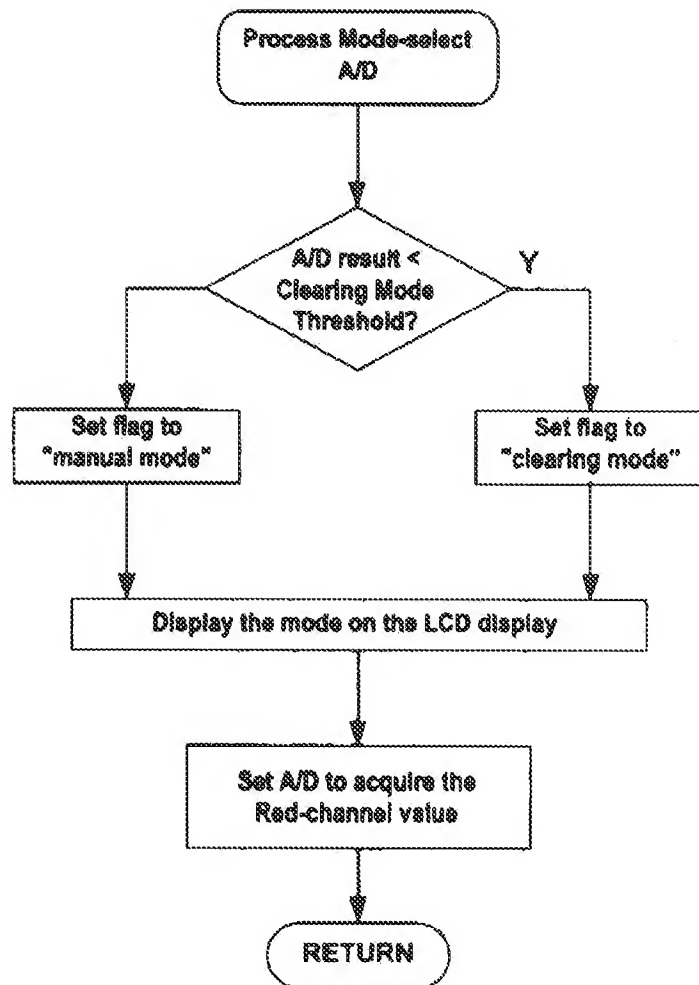 Process Mode-select
A/D
A/D result <
Clearing Mode
Threshold?
Y
Set flag to
"manual mode"
Set flag to
"clearing mode"
Display the mode on the LCD display
Set A/D to acquire the
Red-channel value
RETURN